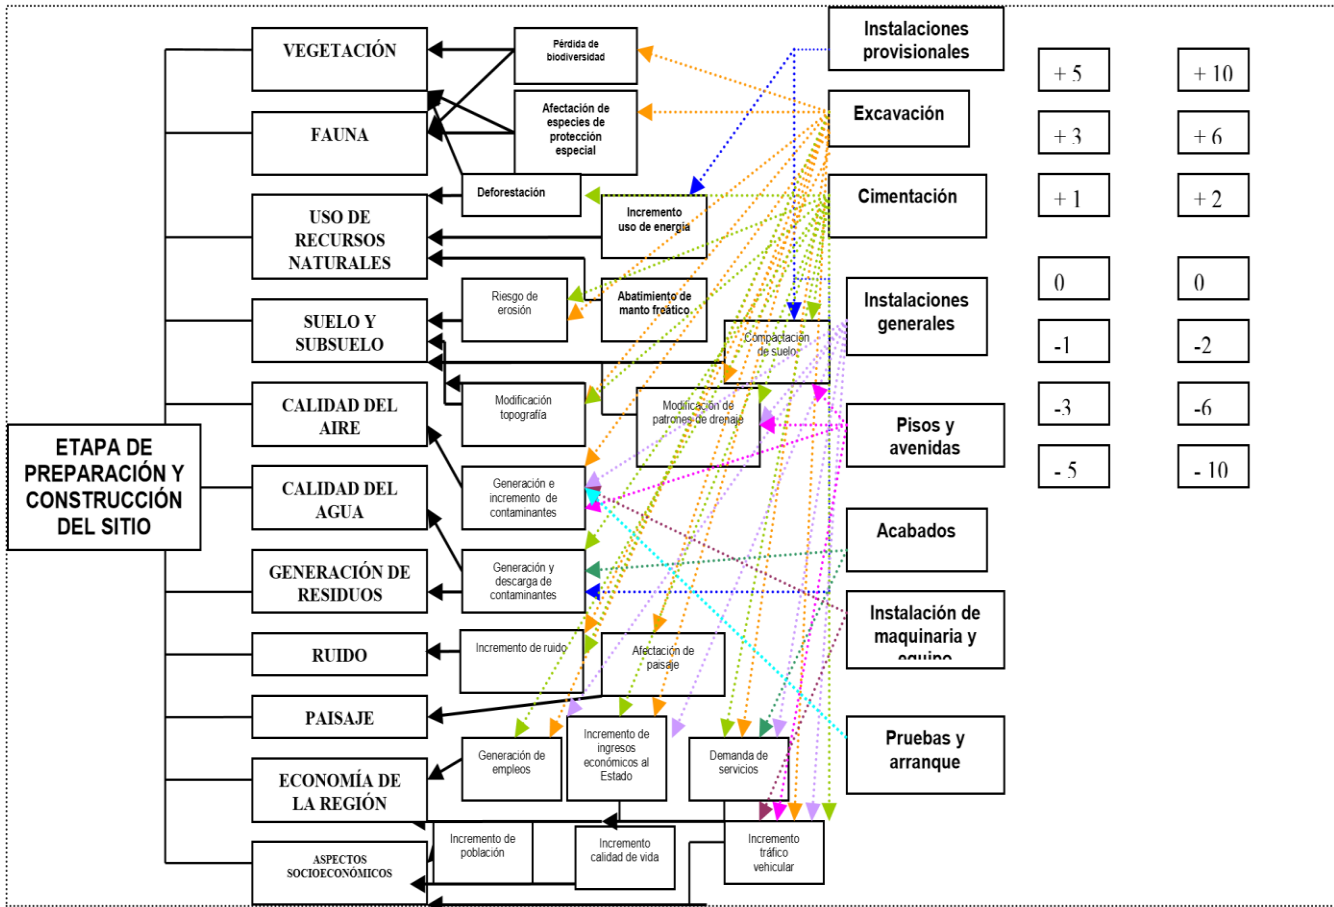 ETAPA DE
PREPARACIÓN Y
CONSTRUCCIÓN
DEL SITIO
VEGETACIÓN
FAUNA
USO DE
RECURSOS
NATURALES
SUELO Y
SUBSUELO
CALIDAD DEL
AIRE
CALIDAD DEL
AGUA
GENERACIÓN DE
RESIDUOS
RUIDO
PAISAJE
ECONOMÍA DE
LA REGIÓN
ASPECTOS
SOCIOECONÓMICOS
Pérdida de
biodiversidad
Afectación de
especies de
protección
especial
Deforestación
Incremento
uso de energía
Riesgo de
erosión
Abatimiento de
manto freático
Compactación
de suelo
Modificación
topografía
Modificación de
patrones de drenaje
Generación e
incremento de
contaminantes
Generación y
descarga de
contaminantes
Incremento de ruido
Afectación de
paisaje
Generación de
empleos
Incremento de
ingresos
económicos al
Estado
Demanda de
servicios
Incremento de
población
Incremento
calidad de vida
Incremento
tráfico
vehicular
Instalaciones
provisionales
Excavación
Cimentación
Instalaciones
generales
Pisos y
avenidas
Acabados
Instalación de
maquinaria y
equipo
Pruebas y
arranque
+ 5
+ 3
+ 1
0
-1
-3
- 5
+ 10
+ 6
+ 2
0
-2
-6
- 10